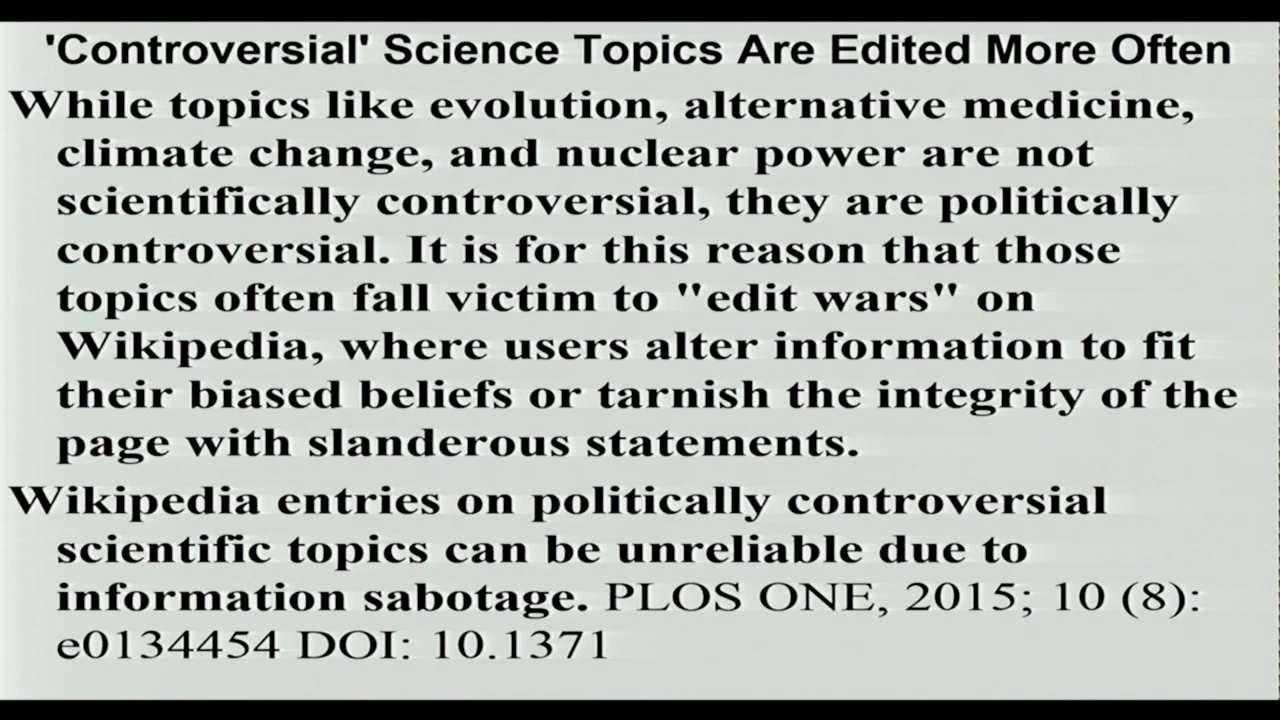 'Controversial' Science Topics Are Edited More Often
While topics like evolution, alternative medicine,
climate change, and nuclear power are not
scientifically controversial, they are politically
controversial. It is for this reason that those
topics often fall victim to "edit wars" on
Wikipedia, where users alter information to fit
their biased beliefs or tarnish the integrity of the
page with slanderous statements.
Wikipedia entries on politically controversial
scientific topics can be unreliable due to
information sabotage. PLOS ONE, 2015; 10 (8):
e0134454 DOI: 10.1371